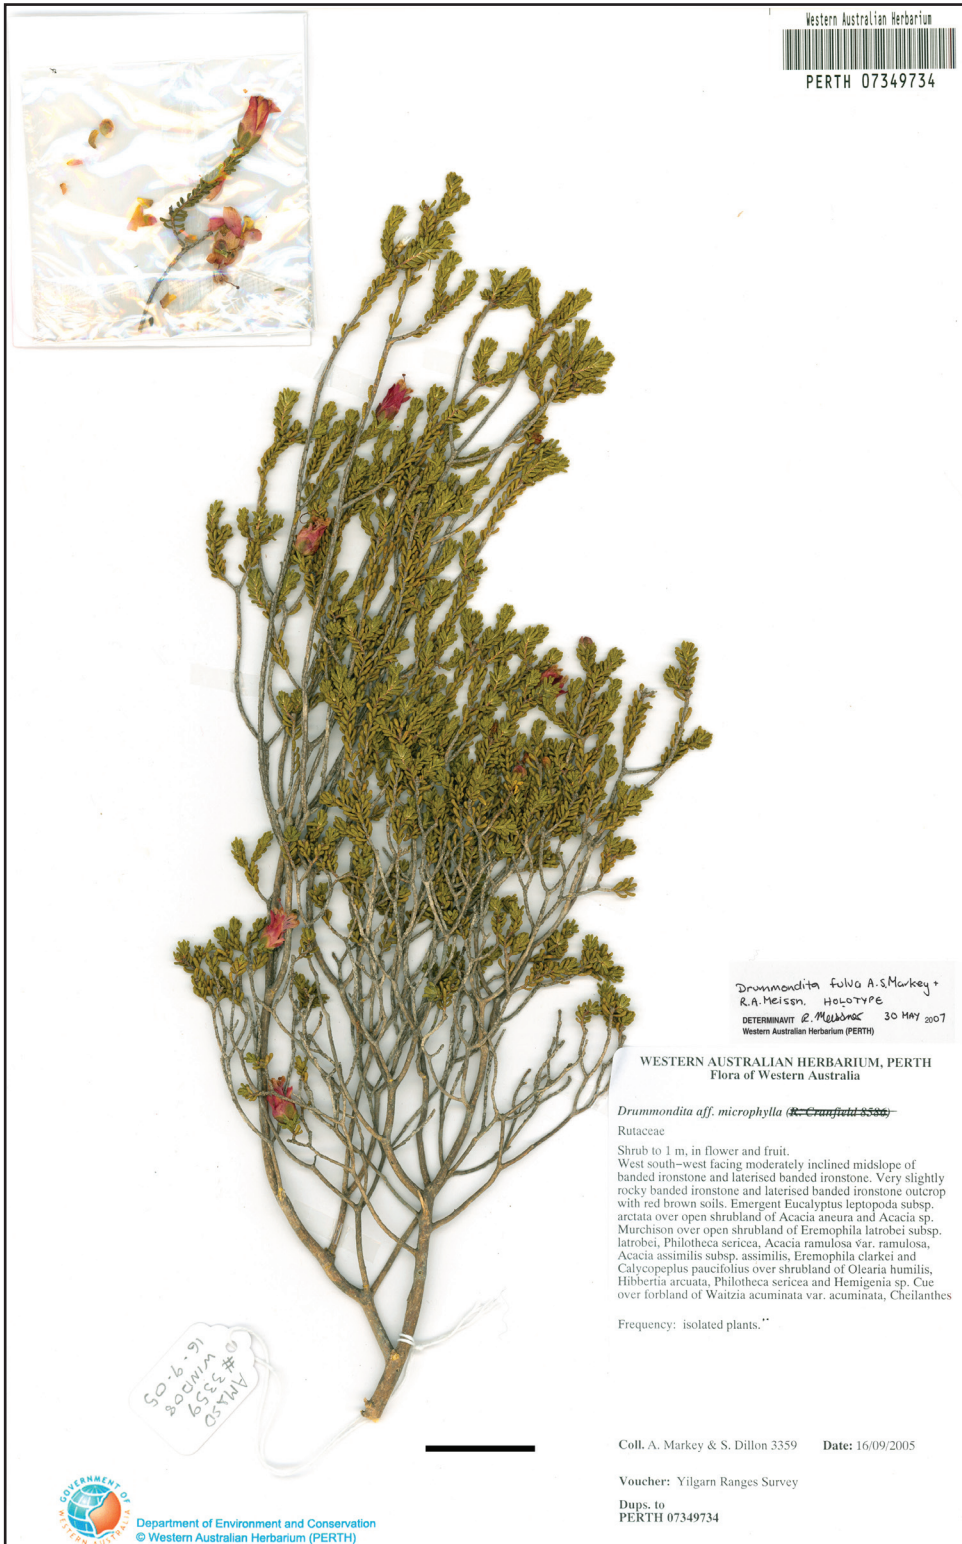 Western Australian Herbarium
PERTH 07349734
Drummondita fulva A.S.Markey +
R.A.Meissn. HOLOTYPE
DETERMINAVIT R. Meissner 30 MAY 2007
Western Australian Herbarium (PERTH)
WESTERN AUSTRALIAN HERBARIUM, PERTH
Flora of Western Australia
Drummondita aff. microphylla (R. Cranfield 8586)
Rutaceae
Shrub to 1 m, in flower and fruit.
West south-west facing moderately inclined midslope of
banded ironstone and laterised banded ironstone. Very slightly
rocky banded ironstone and laterised banded ironstone outcrop
with red brown soils. Emergent Eucalyptus leptopoda subsp.
arctata over open shrubland of Acacia aneura and Acacia sp.
Murchison over open shrubland of Eremophila latrobei subsp.
latrobei, Philotheca sericea, Acacia ramulosa var. ramulosa,
Acacia assimilis subsp. assimilis, Eremophila clarkei and
Calycopeplus paucifolius over shrubland of Olearia humilis,
Hibbertia arcuata, Philotheca sericea and Hemigenia sp. Cue
over forbland of Waitzia acuminata var. acuminata, Cheilanthes
Frequency: isolated plants.
AM&SD
# 3359
WIND08
16-9-05
Coll. A. Markey & S. Dillon 3359 Date: 16/09/2005
Voucher: Yilgarn Ranges Survey
Dups. to
PERTH 07349734
GOVERNMENT OF
WESTERN AUSTRALIA
Department of Environment and Conservation
© Western Australian Herbarium (PERTH)